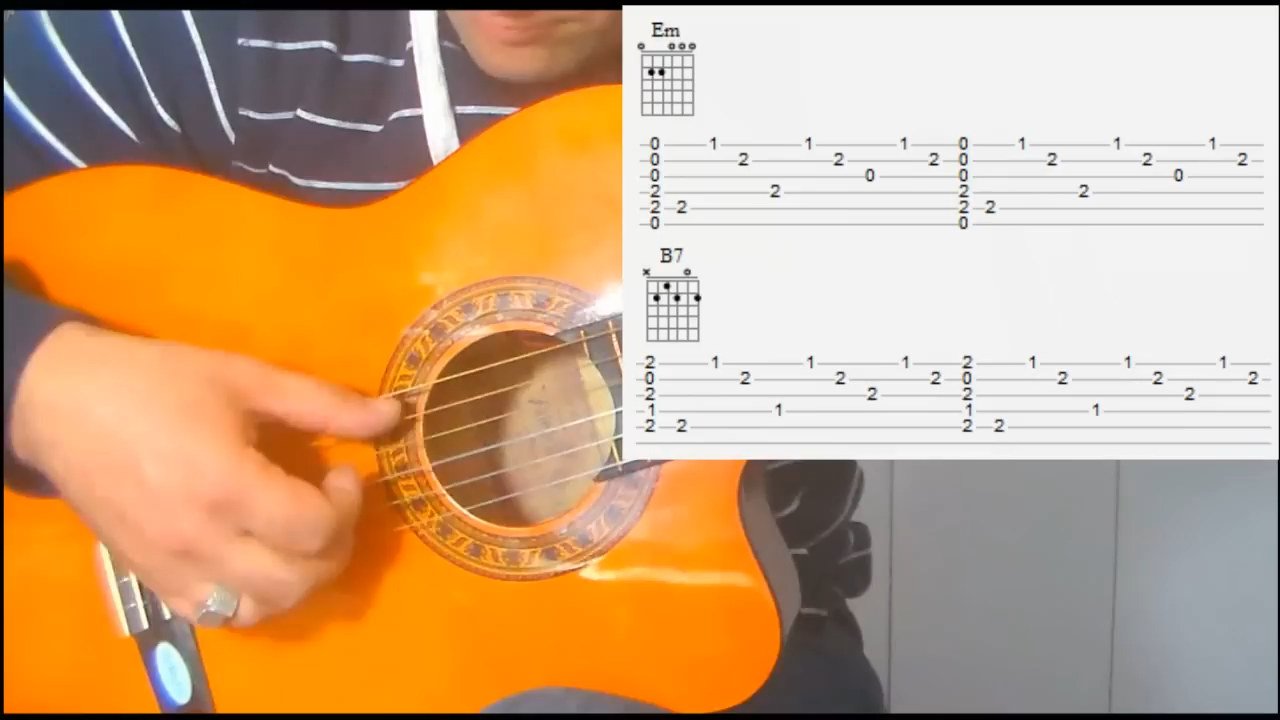 Em
0 1 1 1 0 1 1 1
0 2 2 2 0 2 2 2
0 0 0 0
2 2 2 2
2 2 2 2
0 0
B7
x
2 1 1 1 2 1 1 1
0 2 2 2 0 2 2 2
2 2 2 2
1 1 1 1
2 2 2 2